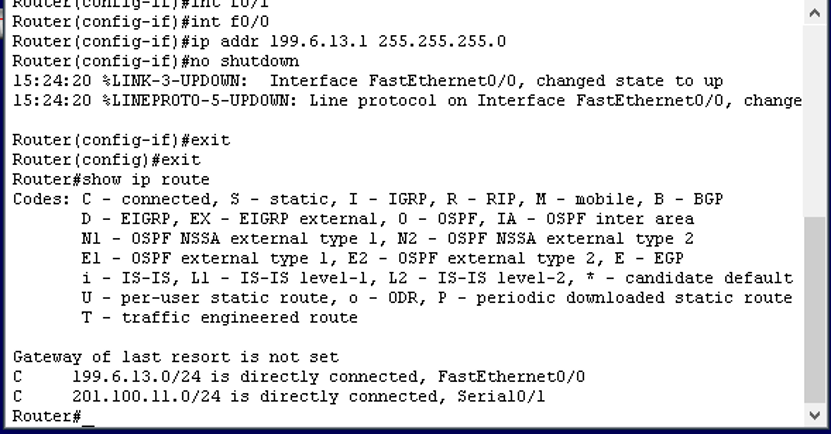 Router(config-if)#int f0/1
Router(config-if)#int f0/0
Router(config-if)#ip addr 199.6.13.1 255.255.255.0
Router(config-if)#no shutdown
15:24:20 %LINK-3-UPDOWN:  Interface FastEthernet0/0, changed state to up
15:24:20 %LINEPROTO-5-UPDOWN: Line protocol on Interface FastEthernet0/0, change
Router(config-if)#exit
Router(config)#exit
Router#show ip route
Codes: C - connected, S - static, I - IGRP, R - RIP, M - mobile, B - BGP
       D - EIGRP, EX - EIGRP external, O - OSPF, IA - OSPF inter area
       N1 - OSPF NSSA external type 1, N2 - OSPF NSSA external type 2
       E1 - OSPF external type 1, E2 - OSPF external type 2, E - EGP
       i - IS-IS, L1 - IS-IS level-1, L2 - IS-IS level-2, * - candidate default
       U - per-user static route, o - ODR, P - periodic downloaded static route
       T - traffic engineered route
Gateway of last resort is not set
C      199.6.13.0/24 is directly connected, FastEthernet0/0
C      201.100.11.0/24 is directly connected, Serial0/1
Router#_